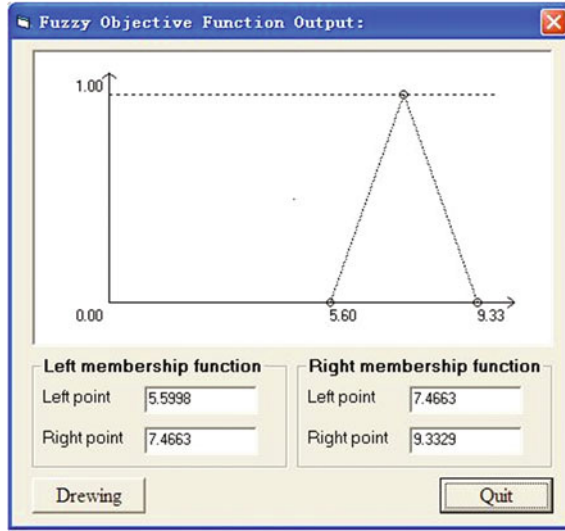 Fuzzy Objective Function Output:
1.00
0.00
5.60
9.33
Left membership function
Left point
5.5998
Right point
7.4663
Right membership function
Left point
7.4663
Right point
9.3329
Drewing
Quit